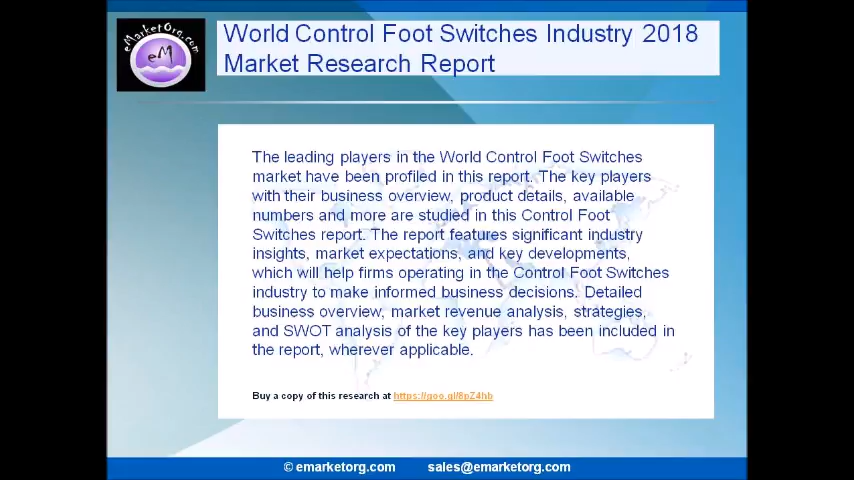 eMarketOrg.com
eM
World Control Foot Switches Industry 2018
Market Research Report
The leading players in the World Control Foot Switches
market have been profiled in this report. The key players
with their business overview, product details, available
numbers and more are studied in this Control Foot
Switches report. The report features significant industry
insights, market expectations, and key developments,
which will help firms operating in the Control Foot Switches
industry to make informed business decisions. Detailed
business overview, market revenue analysis, strategies,
and SWOT analysis of the key players has been included in
the report, wherever applicable.
Buy a copy of this research at https://goo.gl/8pZ4hb
© emarketorg.com sales@emarketorg.com